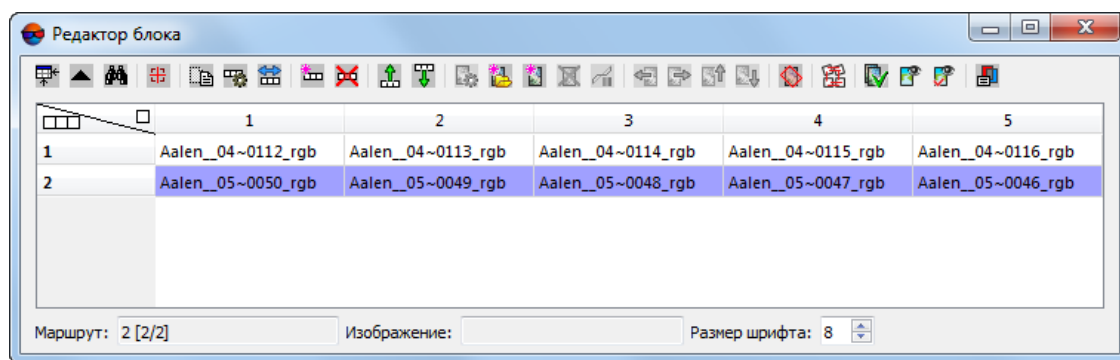 Редактор блока
1 2 3 4 5
1 Aalen__04~0112_rgb Aalen__04~0113_rgb Aalen__04~0114_rgb Aalen__04~0115_rgb Aalen__04~0116_rgb
2 Aalen__05~0050_rgb Aalen__05~0049_rgb Aalen__05~0048_rgb Aalen__05~0047_rgb Aalen__05~0046_rgb
Маршрут: 2 [2/2] Изображение: Размер шрифта: 8